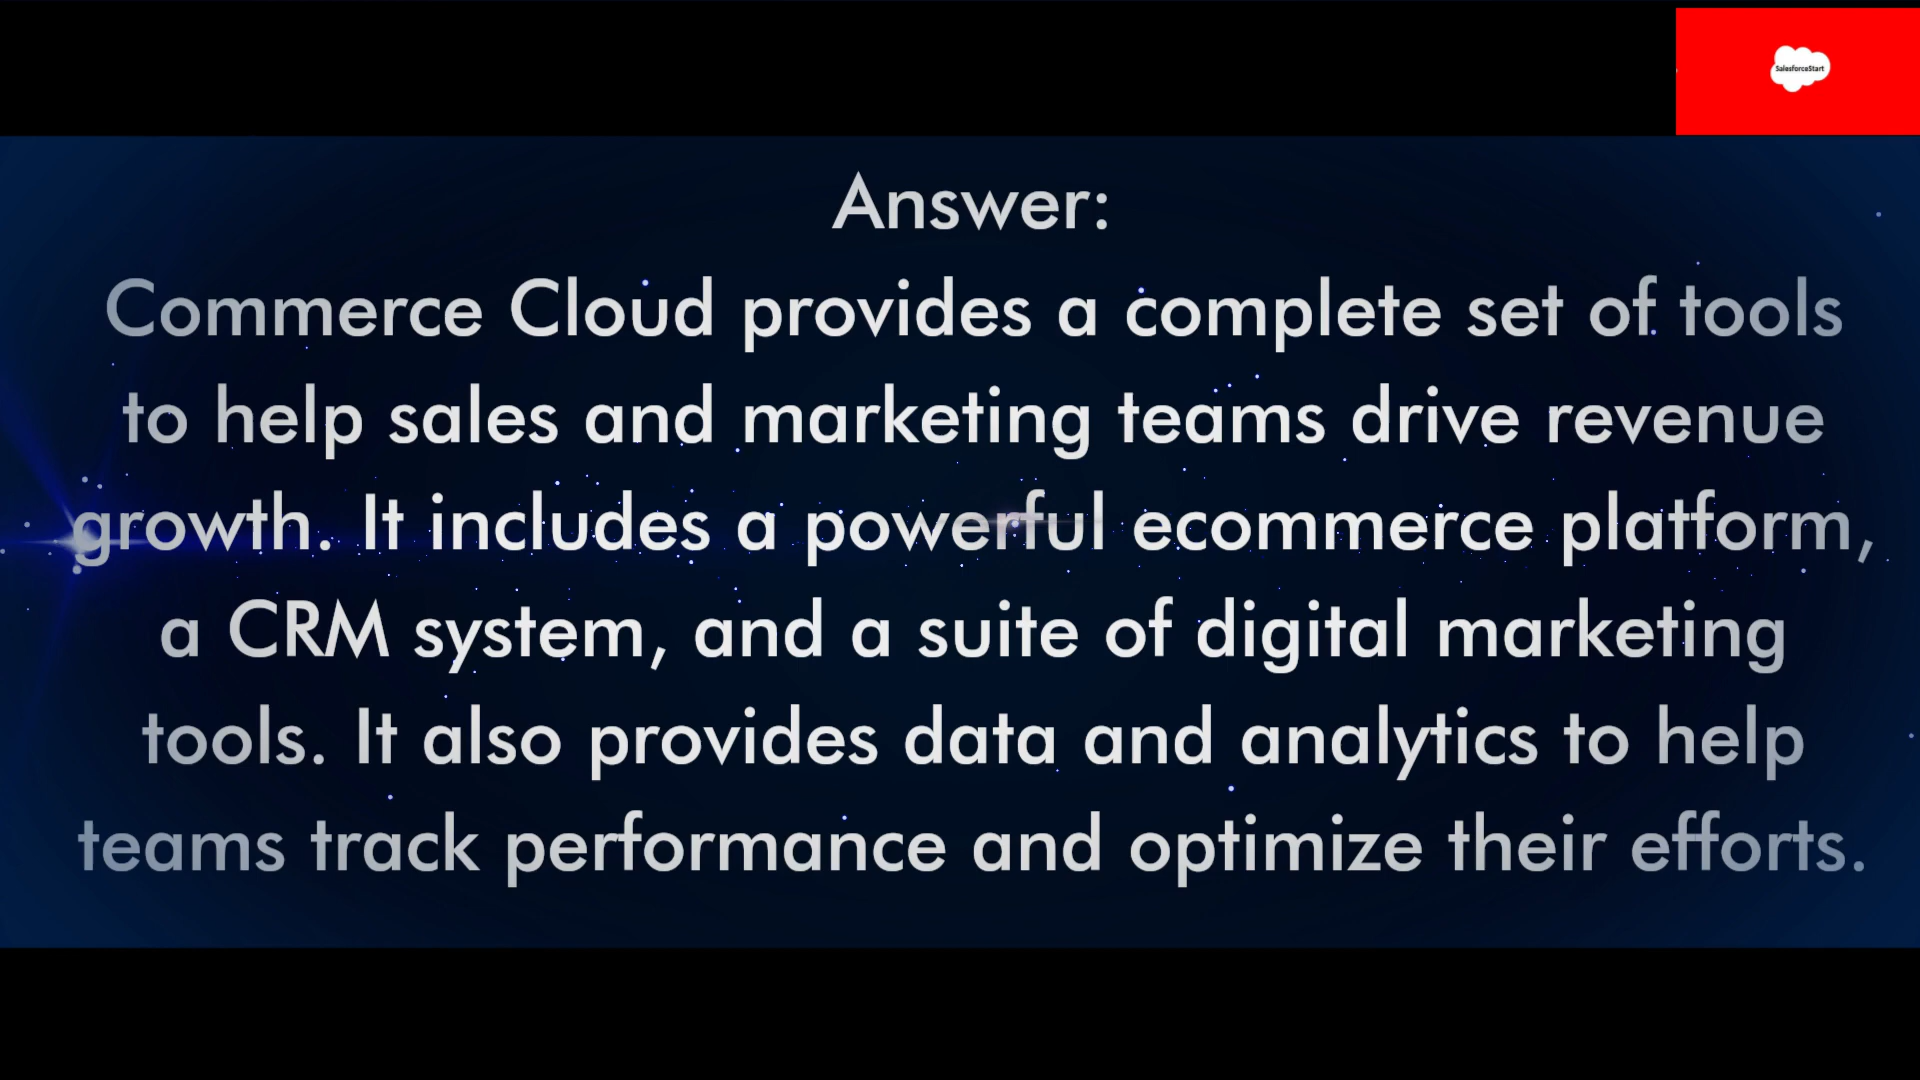 SalesforceStart
Answer:
Commerce Cloud provides a complete set of tools
to help sales and marketing teams drive revenue
growth. It includes a powerful ecommerce platform,
a CRM system, and a suite of digital marketing
tools. It also provides data and analytics to help
teams track performance and optimize their efforts.